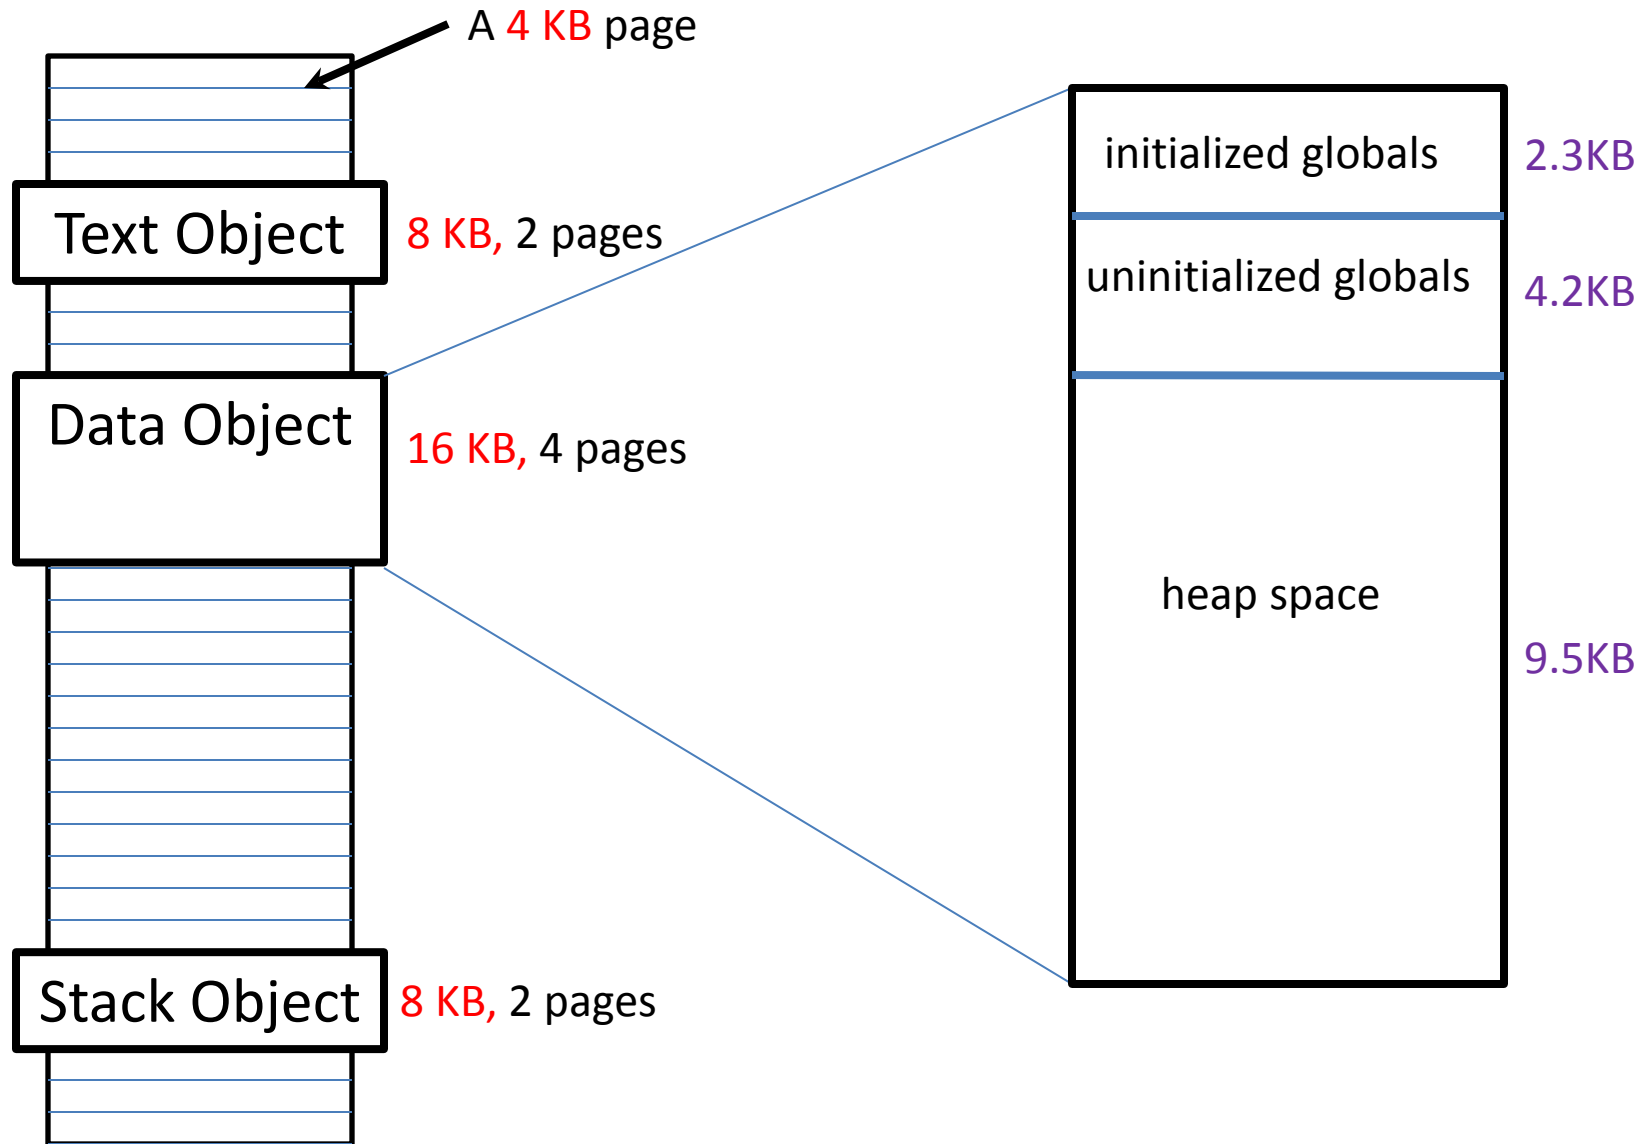 A 4 KB page
Text Object
8 KB, 2 pages
Data Object
16 KB, 4 pages
Stack Object
8 KB, 2 pages
initialized globals
2.3KB
uninitialized globals
4.2KB
heap space
9.5KB